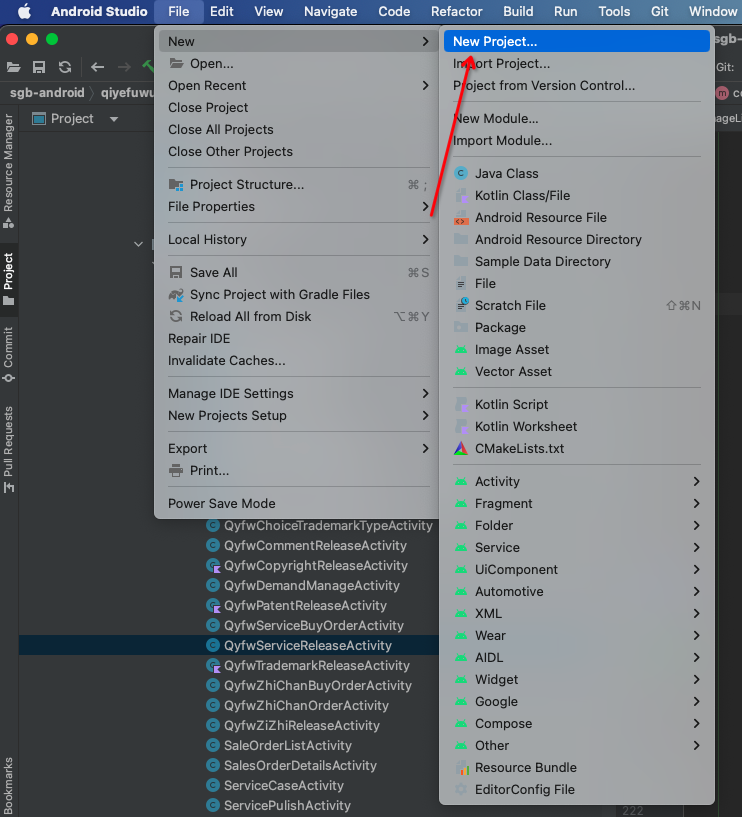 Android Studio File Edit View Navigate Code Refactor Build Run Tools Git Window
sgb-
Git:
sgb-android qiyefuwu
Project
Resource Manager
Project
Commit
Pull Requests
Bookmarks
New
Open...
Open Recent
Close Project
Close All Projects
Close Other Projects
Project Structure... ⌘ ;
File Properties
Local History
Save All ⌘ S
Sync Project with Gradle Files
Reload All from Disk ⌥ ⌘ Y
Repair IDE
Invalidate Caches...
Manage IDE Settings
New Projects Setup
Export
Print...
Power Save Mode
New Project...
Import Project...
Project from Version Control...
New Module...
Import Module...
Java Class
Kotlin Class/File
Android Resource File
Android Resource Directory
Sample Data Directory
File
Scratch File ⇧ ⌘ N
Package
Image Asset
Vector Asset
Kotlin Script
Kotlin Worksheet
CMakeLists.txt
Activity
Fragment
Folder
Service
UiComponent
Automotive
XML
Wear
AIDL
Widget
Google
Compose
Other
Resource Bundle
EditorConfig File
QyfwChoiceTrademarkTypeActivity
QyfwCommentReleaseActivity
QyfwCopyrightReleaseActivity
QyfwDemandManageActivity
QyfwPatentReleaseActivity
QyfwServiceBuyOrderActivity
QyfwServiceReleaseActivity
QyfwTrademarkReleaseActivity
QyfwZhiChanBuyOrderActivity
QyfwZhiChanOrderActivity
QyfwZiZhiReleaseActivity
SaleOrderListActivity
SalesOrderDetailsActivity
ServiceCaseActivity
ServicePulishActivity
m co
ageLi
222